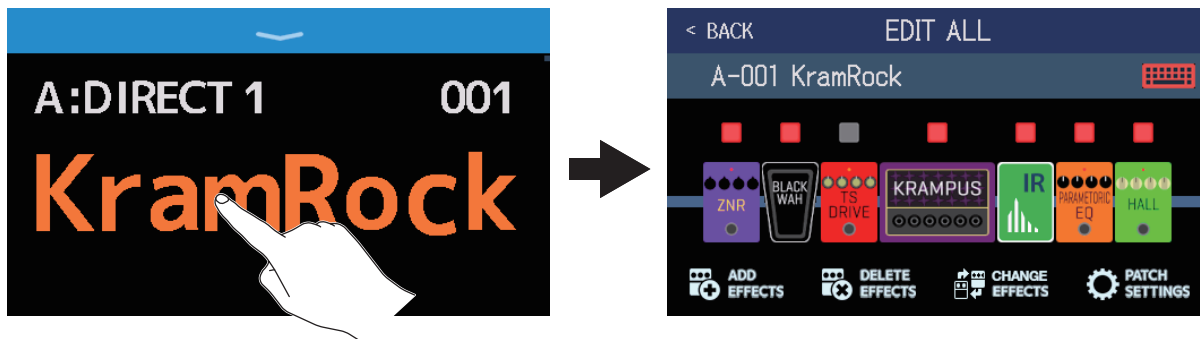 A:DIRECT 1 001
KramRock
< BACK EDIT ALL
A-001 KramRock
ZNR
BLACK
WAH
TS
DRIVE
KRAMPUS
IR
PARAMETORIC
EQ
HALL
ADD
EFFECTS
DELETE
EFFECTS
CHANGE
EFFECTS
PATCH
SETTINGS